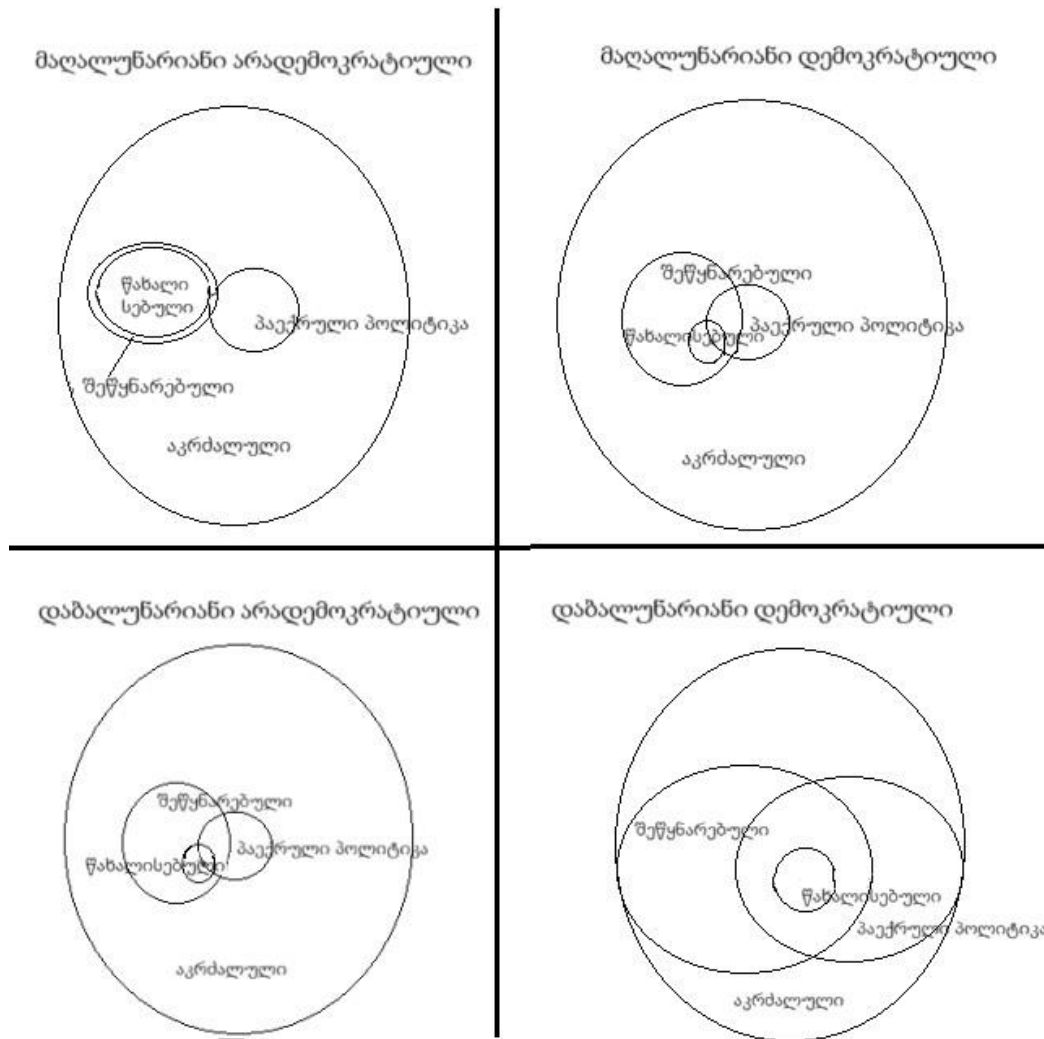 მაღალუნარიანი არადემოკრატიული
წახალი
სებული
პაექრული პოლიტიკა
შეწყნარებული
აკრძალული
მაღალუნარიანი დემოკრატიული
შეწყნარებული
პაექრული პოლიტიკა
წახალისებული
აკრძალული
დაბალუნარიანი არადემოკრატიული
შეწყნარებული
პაექრული პოლიტიკა
წახალისებული
აკრძალული
დაბალუნარიანი დემოკრატიული
შეწყნარებული
წახალისებული
პაექრული პოლიტიკა
აკრძალული